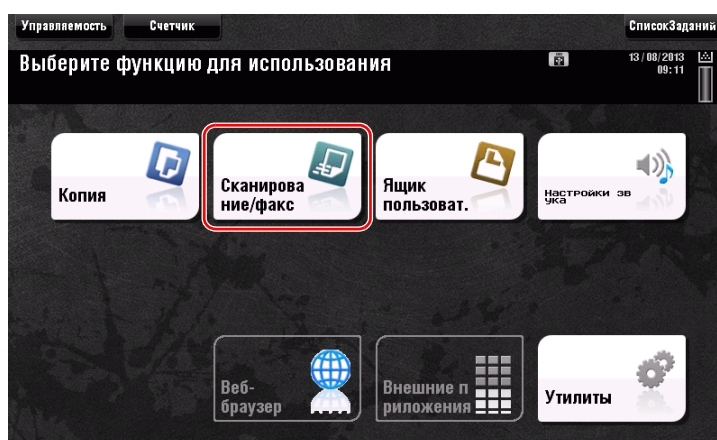 Управляемость
Счетчик
СписокЗаданий
Выберите функцию для использования
13/08/2013
09:11
Копия
Сканирова
ние/факс
Ящик
пользоват.
Настройки зв
ука
Веб-
браузер
Внешние п
риложения
Утилиты